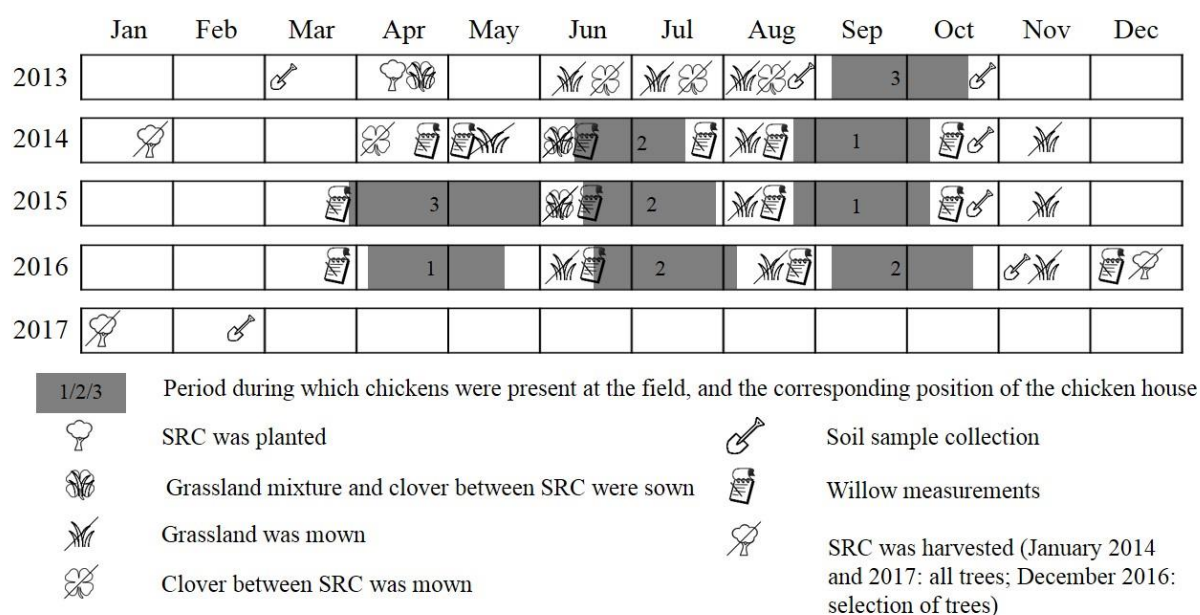 Jan Feb Mar Apr May Jun Jul Aug Sep Oct Nov Dec
2013 3
2014 2 1
2015 3 2 1
2016 1 2 2
2017
1/2/3 Period during which chickens were present at the field, and the corresponding position of the chicken house
SRC was planted
Grassland mixture and clover between SRC were sown
Grassland was mown
Clover between SRC was mown
Soil sample collection
Willow measurements
SRC was harvested (January 2014
and 2017: all trees; December 2016:
selection of trees)